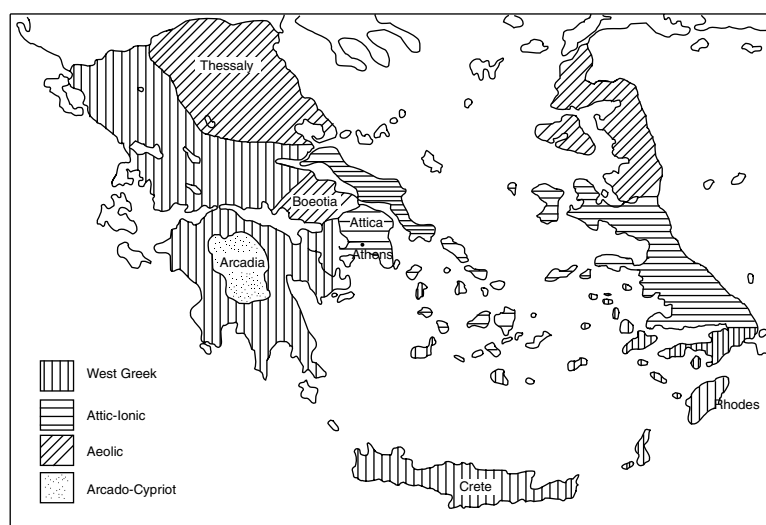 Thessaly
Boeotia
Attica
Athens
Arcadia
West Greek
Attic-Ionic
Rhodes
Aeolic
Crete
Arcado-Cypriot